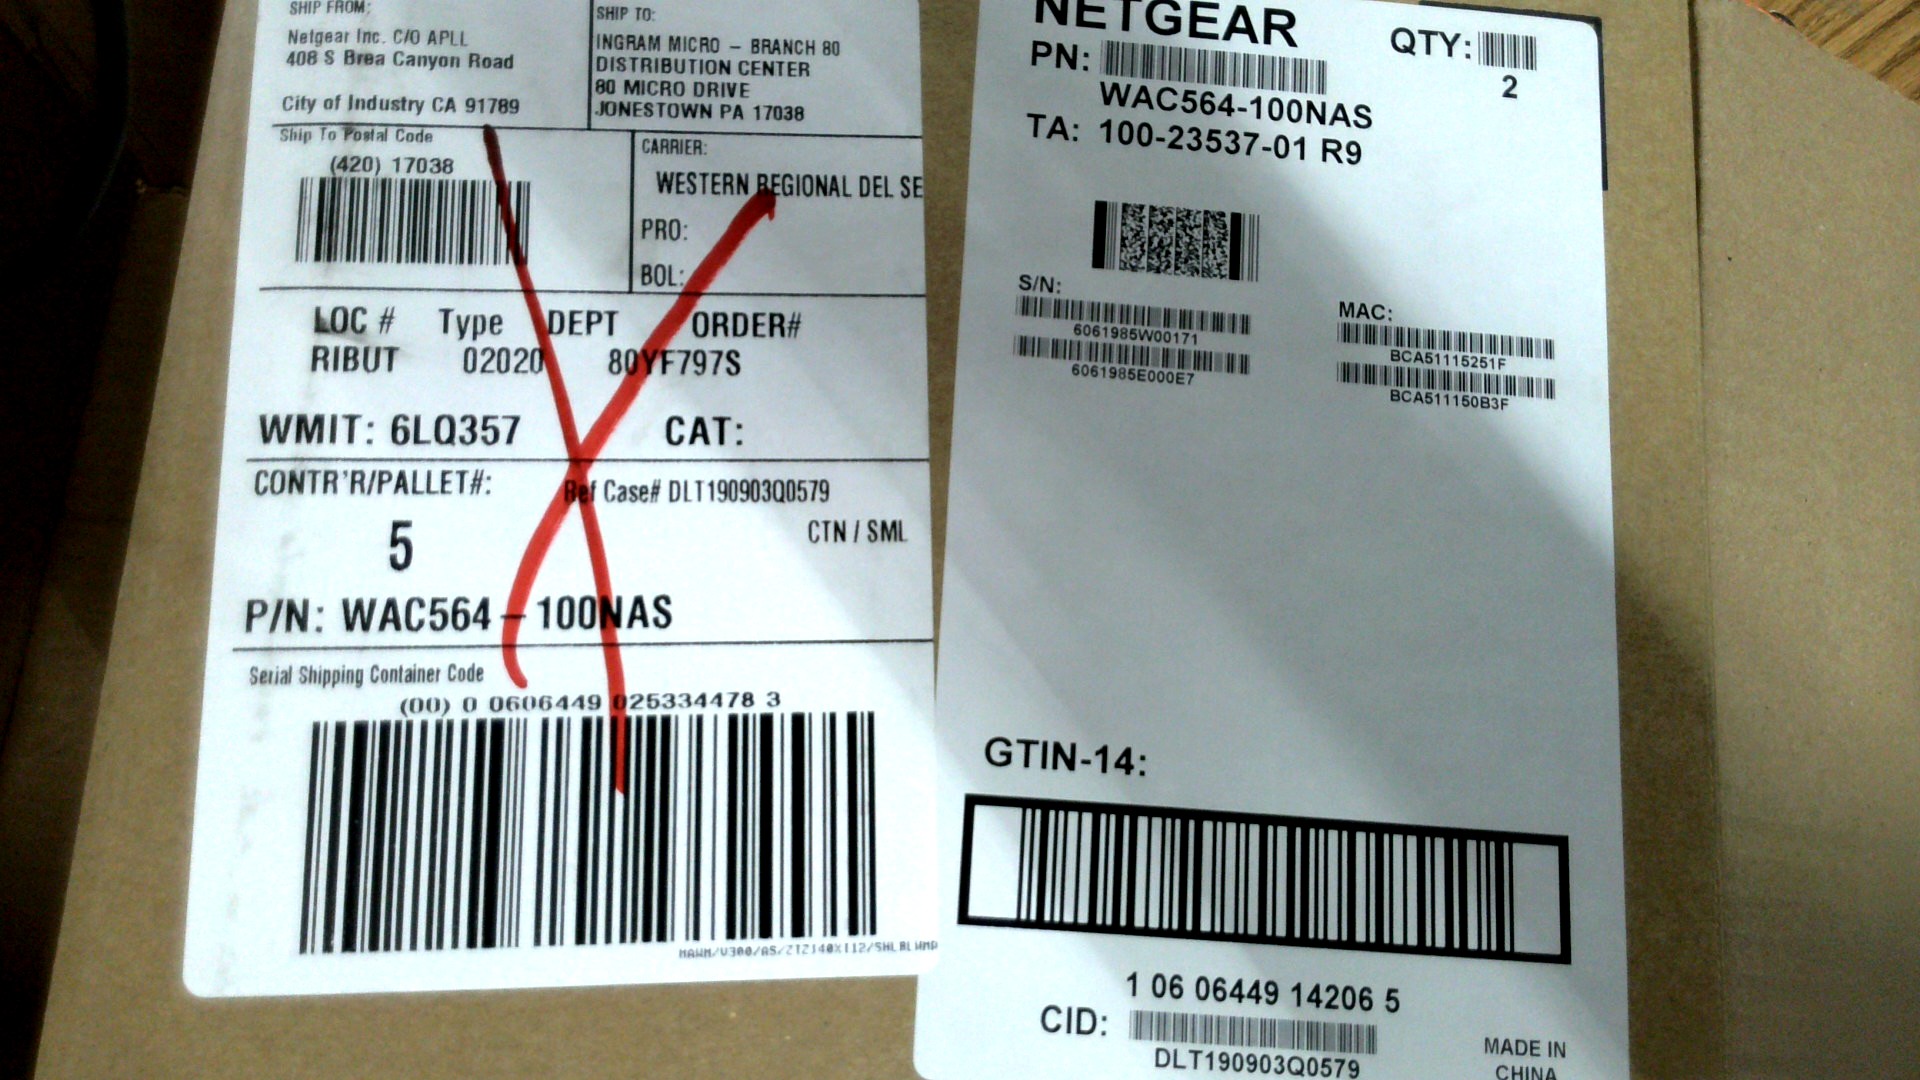 SHIP FROM:
Netgear Inc. C/O APLL
408 S Brea Canyon Road
City of Industry CA 91789
SHIP TO:
INGRAM MICRO - BRANCH 80
DISTRIBUTION CENTER
80 MICRO DRIVE
JONESTOWN PA 17038
Ship To Postal Code
(420) 17038
CARRIER:
WESTERN REGIONAL DEL SE
PRO:
BOL:
LOC # Type DEPT ORDER#
RIBUT 02020 80YF797S
WMIT: 6LQ357 CAT:
CONTR'R/PALLET#:
5
Ref Case# DLT190903Q0579
CTN / SML
P/N: WAC564-100NAS
Serial Shipping Container Code
(00) 0 0606449 025334478 3
NETGEAR
QTY:
2
PN:
WAC564-100NAS
TA: 100-23537-01 R9
S/N:
6061985W00171
6061985E000E7
MAC:
BCA51115251F
BCA511150B3F
GTIN-14:
1 06 06449 14206 5
CID:
DLT190903Q0579
MADE IN
CHINA